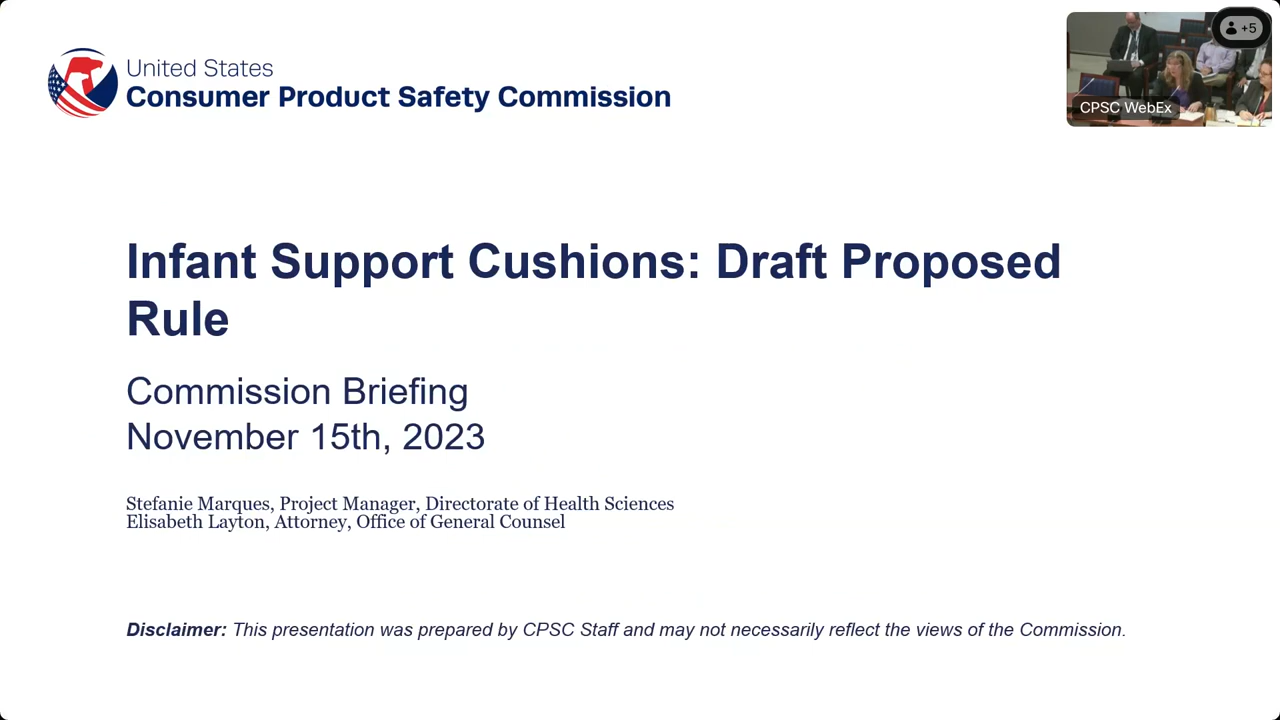 United States
Consumer Product Safety Commission
+5
CPSC WebEx
Infant Support Cushions: Draft Proposed
Rule
Commission Briefing
November 15th, 2023
Stefanie Marques, Project Manager, Directorate of Health Sciences
Elisabeth Layton, Attorney, Office of General Counsel
Disclaimer: This presentation was prepared by CPSC Staff and may not necessarily reflect the views of the Commission.